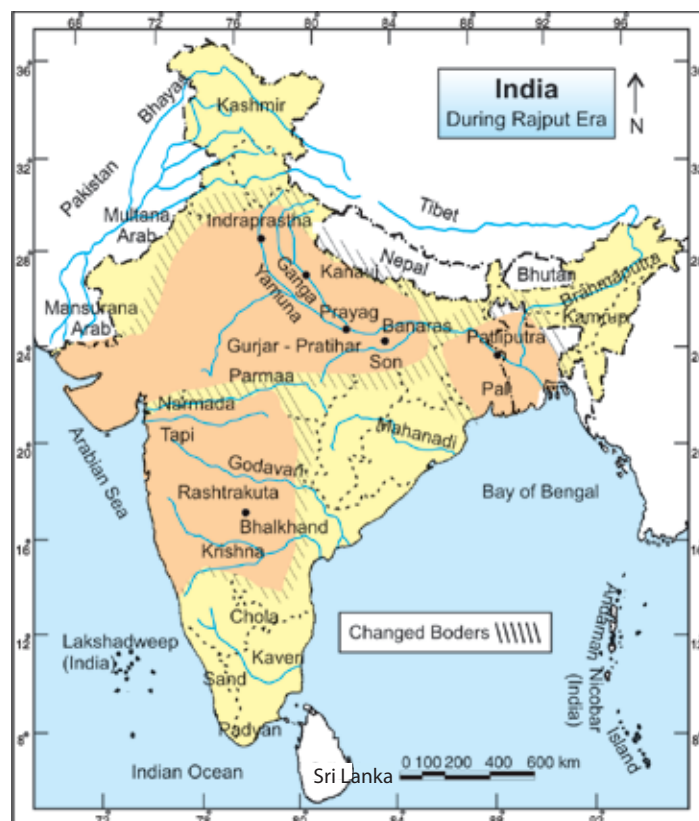 68° 72 76 80 84 88 92 96
India
During Rajput Era
N
36°
32
28
24
20
16
12
8°
Kashmir
Bhayan
Pakistan
Multana
Arab
Indraprastha
Tibet
Nepal
Bhutan
Brahmaputra
Kamrup
Ganga
Kanauj
Yamuna
Mansurana
Arab
Prayag
Banaras
Patliputra
Gurjar - Pratihar
Son
Pali
Parmaa
Narmada
Tapi
Mahanadi
Arabian Sea
Godavari
Bay of Bengal
Rashtrakuta
Bhalkhand
Krishna
Chola
Changed Boders
Lakshadweep
(India)
Kaveri
Sand
Padyan
Andaman, Nicobar
(India)
Island
Indian Ocean
Sri Lanka
0 100 200 400 600 km